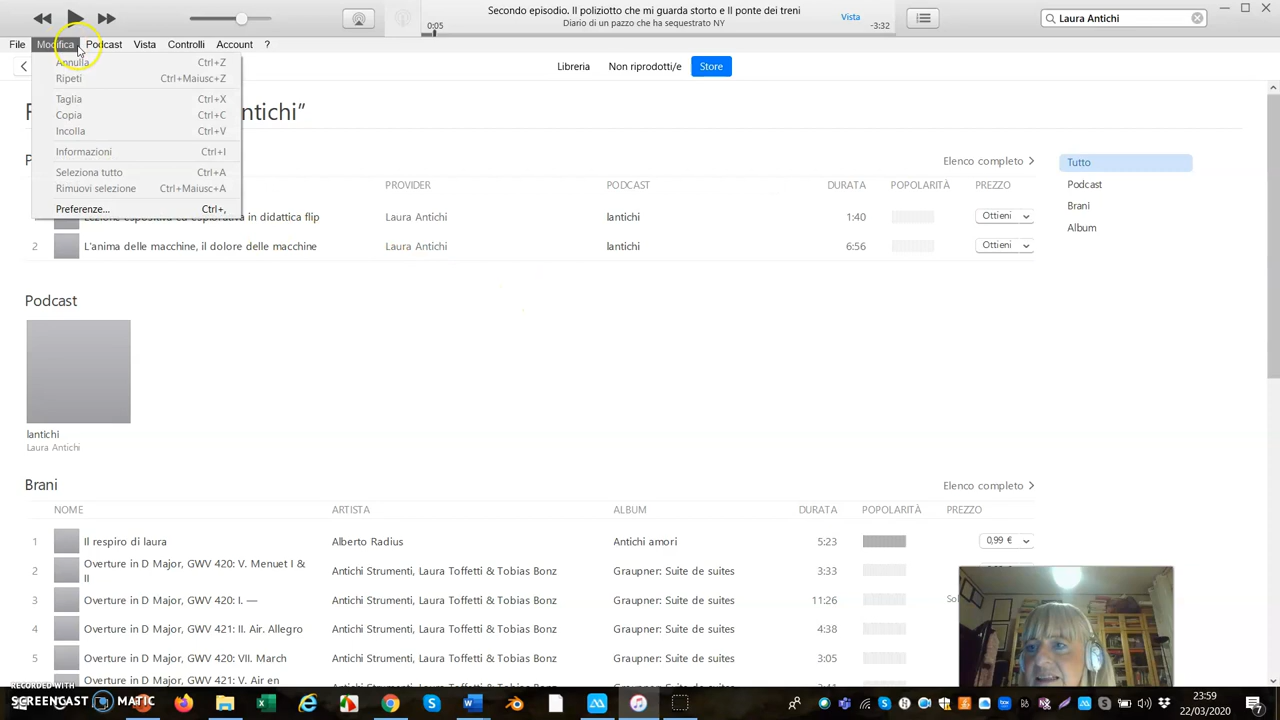 Secondo episodio. Il poliziotto che mi guarda storto e Il ponte dei treni
Diario di un pazzo che ha sequestrato NY
0:05
-3:32
Vista
Laura Antichi
File Modifica Podcast Vista Controlli Account ?
Annulla Ctrl+Z
Ripeti Ctrl+Maiusc+Z
Taglia Ctrl+X
Copia Ctrl+C
Incolla Ctrl+V
Informazioni Ctrl+I
Seleziona tutto Ctrl+A
Rimuovi selezione Ctrl+Maiusc+A
Preferenze... Ctrl+,
Libreria Non riprodotti/e Store
ntichi”
Elenco completo
PROVIDER PODCAST DURATA POPOLARITÀ PREZZO
1 Lezione espositiva ed esplorativa in didattica flip Laura Antichi lantichi 1:40 Ottieni
2 L'anima delle macchine, il dolore delle macchine Laura Antichi lantichi 6:56 Ottieni
Tutto
Podcast
Brani
Album
Podcast
lantichi
Laura Antichi
Brani Elenco completo
NOME ARTISTA ALBUM DURATA POPOLARITÀ PREZZO
1 Il respiro di laura Alberto Radius Antichi amori 5:23 0,99 €
2 Overture in D Major, GWV 420: V. Menuet I &
II Antichi Strumenti, Laura Toffetti & Tobias Bonz Graupner: Suite de suites 3:33
3 Overture in D Major, GWV 420: I. — Antichi Strumenti, Laura Toffetti & Tobias Bonz Graupner: Suite de suites 11:26
4 Overture in D Major, GWV 421: II. Air. Allegro Antichi Strumenti, Laura Toffetti & Tobias Bonz Graupner: Suite de suites 4:38
5 Overture in D Major, GWV 420: VII. March Antichi Strumenti, Laura Toffetti & Tobias Bonz Graupner: Suite de suites 3:05
Overture in D Major, GWV 421: V. Air en
RECORDED WITH
SCREENCAST MATIC
23:59
22/03/2020